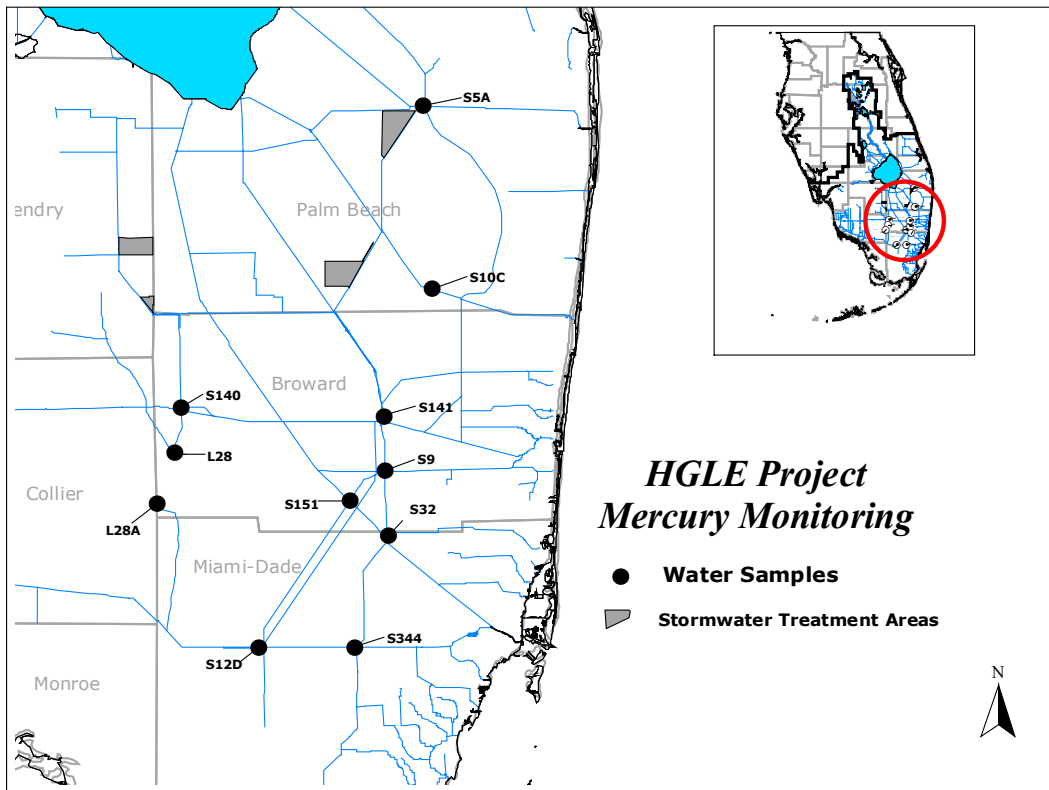 S5A
endry
Palm Beach
S10C
Broward
S140
S141
L28
S9
Collier
S151
S32
L28A
Miami-Dade
S344
S12D
Monroe
HGLE Project
Mercury Monitoring
Water Samples
Stormwater Treatment Areas
N